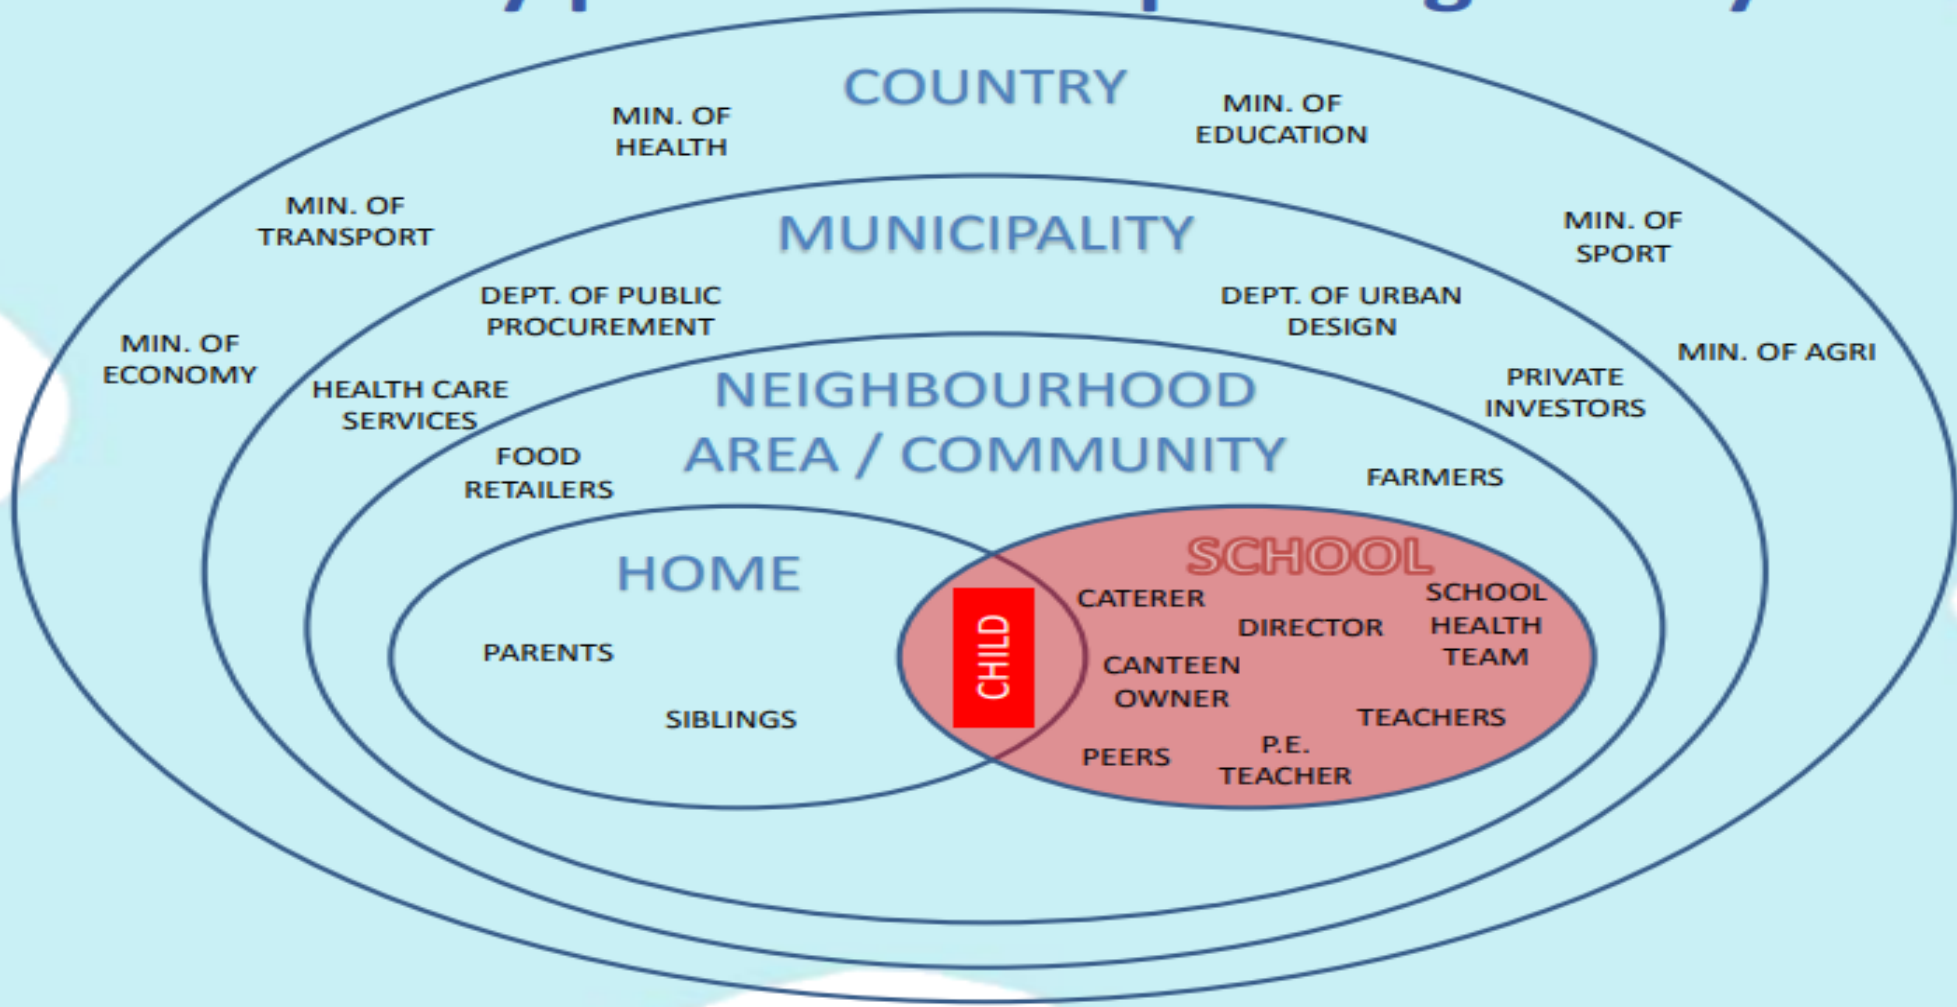 COUNTRY
MIN. OF
HEALTH
MIN. OF
EDUCATION
MIN. OF
TRANSPORT
MIN. OF
SPORT
MUNICIPALITY
DEPT. OF PUBLIC
PROCUREMENT
DEPT. OF URBAN
DESIGN
MIN. OF
ECONOMY
MIN. OF AGRI
HEALTH CARE
SERVICES
PRIVATE
INVESTORS
NEIGHBOURHOOD
AREA / COMMUNITY
FOOD
RETAILERS
FARMERS
HOME
PARENTS
SIBLINGS
CHILD
SCHOOL
CATERER
DIRECTOR
SCHOOL
HEALTH
TEAM
CANTEEN
OWNER
TEACHERS
PEERS
P.E.
TEACHER